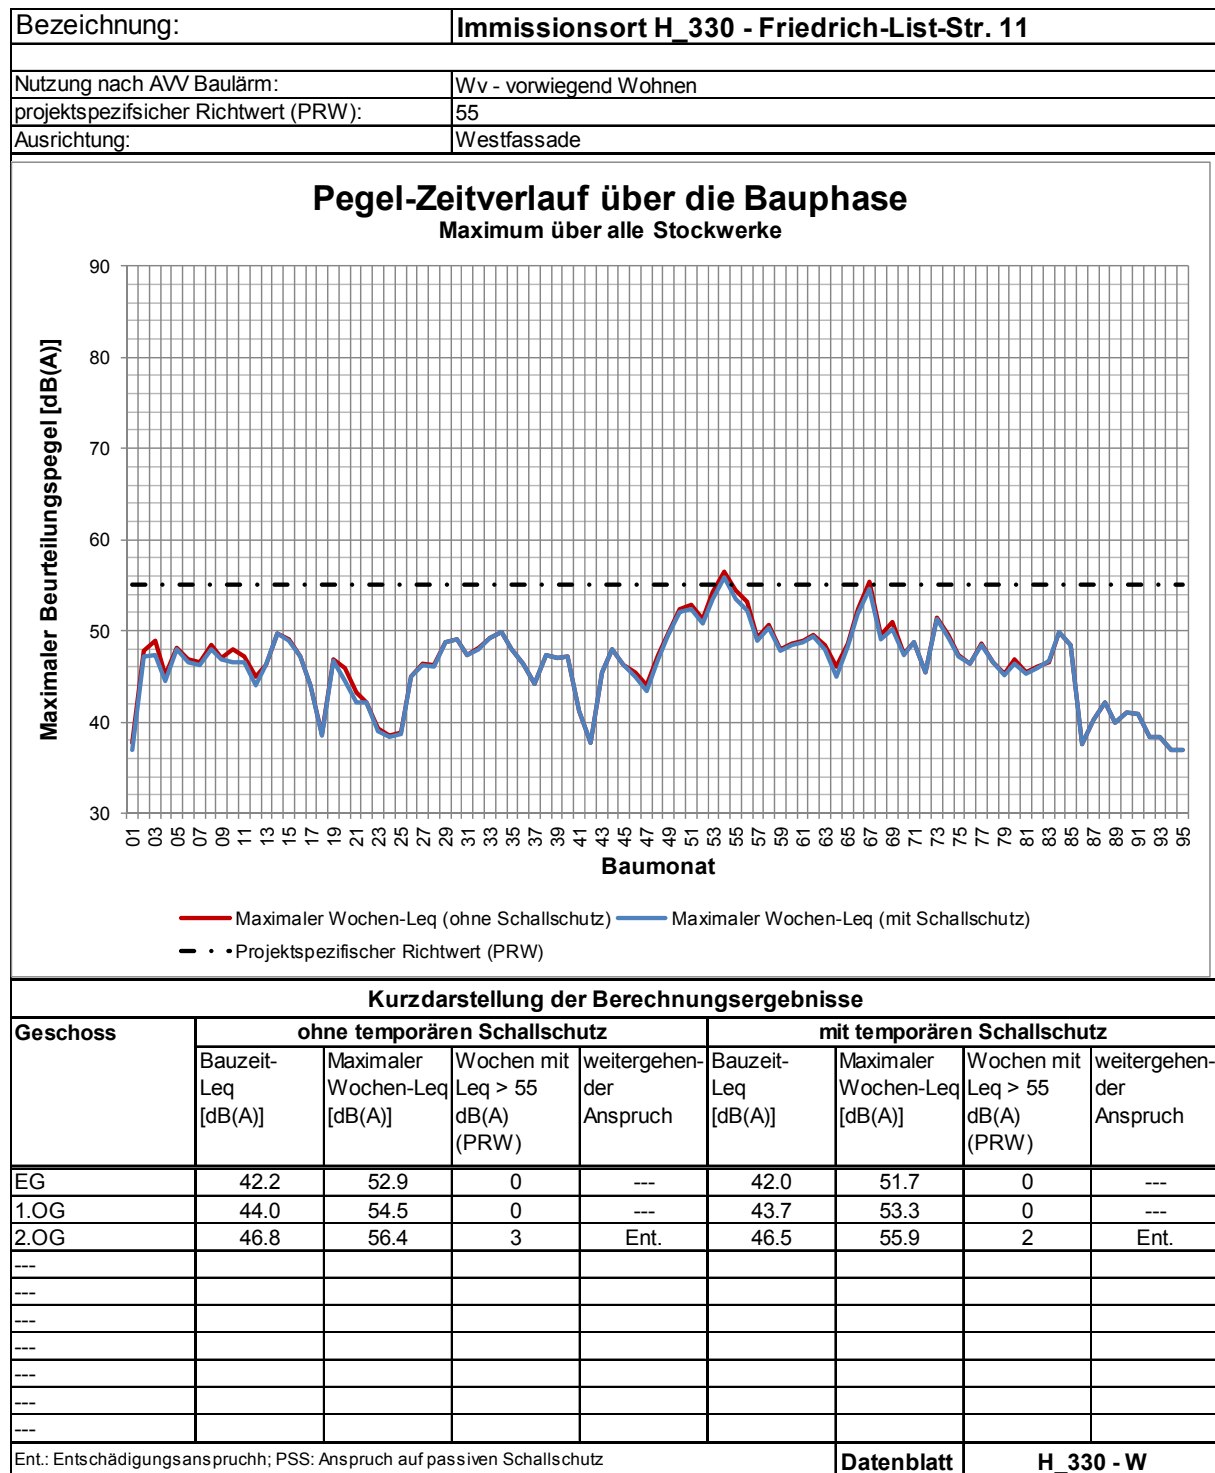 Bezeichnung: Immissionsort H_330 - Friedrich-List-Str. 11
Nutzung nach AVV Baulärm: Wv - vorwiegend Wohnen
projektspezifsicher Richtwert (PRW): 55
Ausrichtung: Westfassade
Pegel-Zeitverlauf über die Bauphase
Maximum über alle Stockwerke
Maximaler Beurteilungspegel [dB(A)]
90
80
70
60
50
40
30
01 03 05 07 09 11 13 15 17 19 21 23 25 27 29 31 33 35 37 39 41 43 45 47 49 51 53 55 57 59 61 63 65 67 69 71 73 75 77 79 81 83 85 87 89 91 93 95
Baumonat
Maximaler Wochen-Leq (ohne Schallschutz) Maximaler Wochen-Leq (mit Schallschutz)
Projektspezifischer Richtwert (PRW)
Kurzdarstellung der Berechnungsergebnisse
Geschoss ohne temporären Schallschutz mit temporären Schallschutz
Bauzeit- Maximaler Wochen mit weitergehen- Bauzeit- Maximaler Wochen mit weitergehen-
Leq Wochen-Leq Leq > 55 der Leq Wochen-Leq Leq > 55 der
[dB(A)] [dB(A)] dB(A) Anspruch [dB(A)] [dB(A)] dB(A) Anspruch
(PRW) (PRW)
EG 42.2 52.9 0 --- 42.0 51.7 0 ---
1.OG 44.0 54.5 0 --- 43.7 53.3 0 ---
2.OG 46.8 56.4 3 Ent. 46.5 55.9 2 Ent.
---
---
---
---
---
---
---
Ent.: Entschädigungsanspruchh; PSS: Anspruch auf passiven Schallschutz Datenblatt H_330 - W